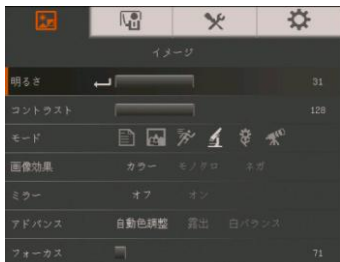 イメージ
明るさ 31
コントラスト 128
モード
画像効果 カラー モノクロ ネガ
ミラー オフ オン
アドバンス 自動色調整 露出 白バランス
フォーカス 71